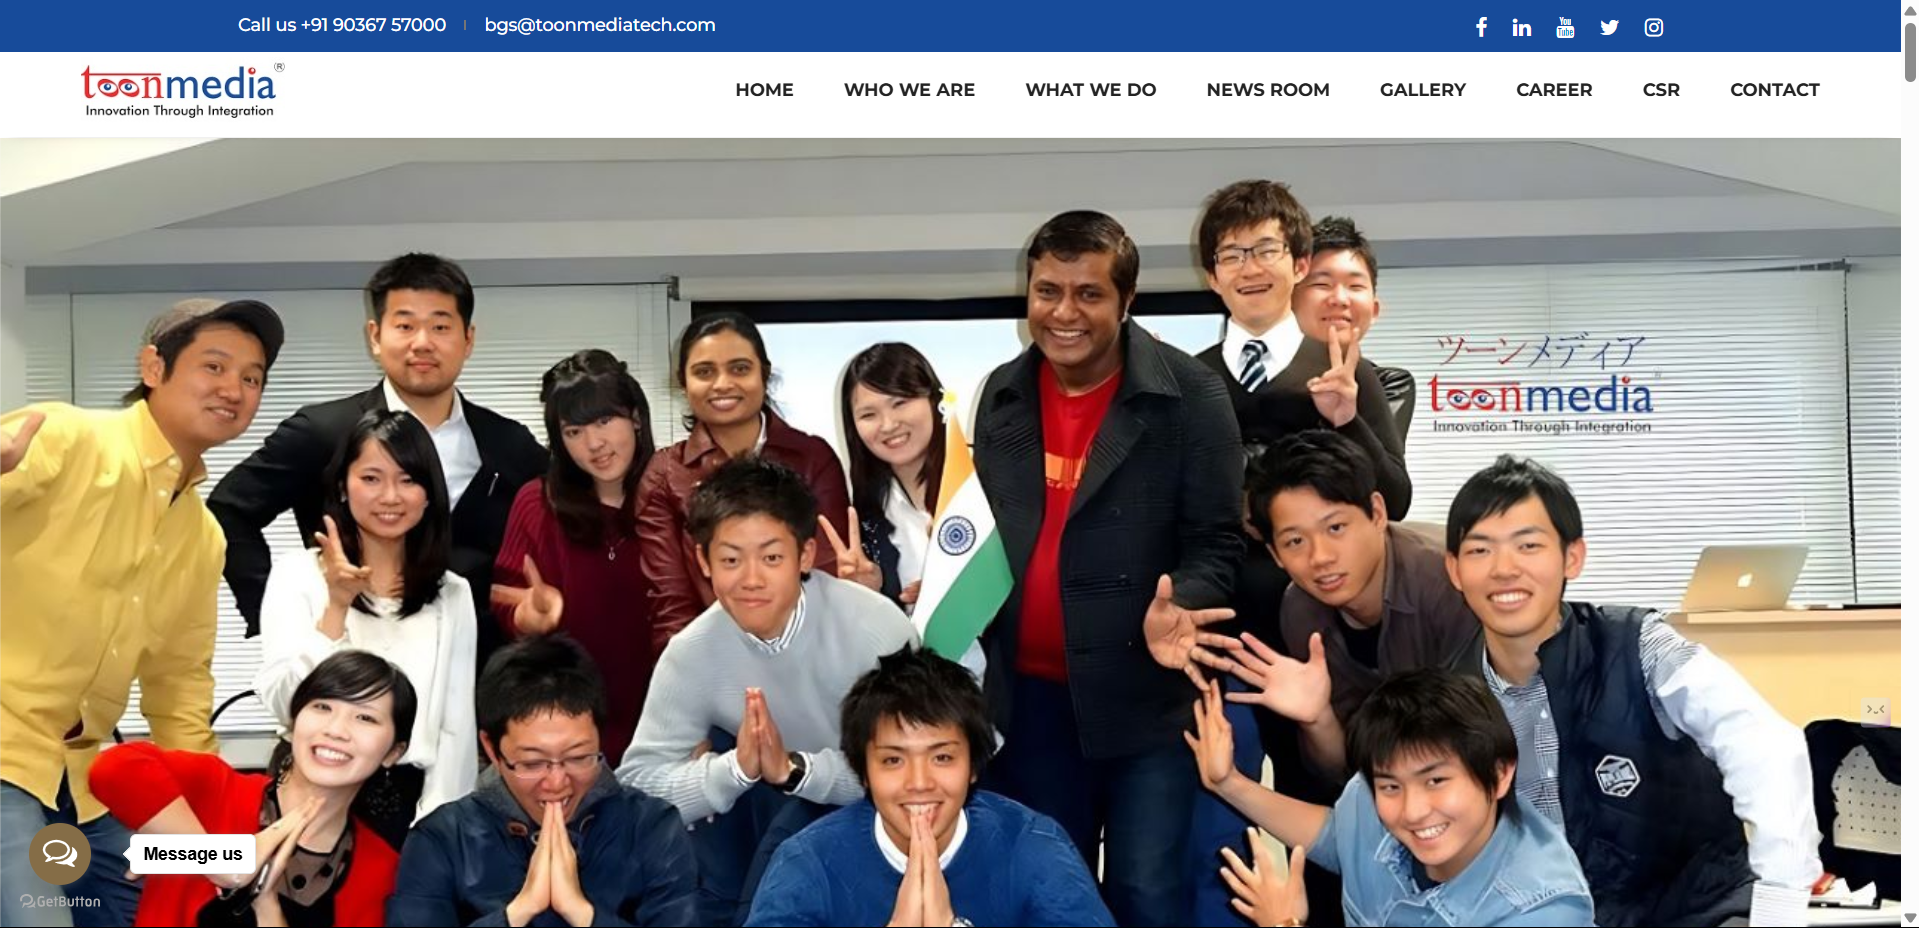 Call us +91 90367 57000
bgs@toonmediatech.com
You
Tube
toonmedia®
Innovation Through Integration
HOME
WHO WE ARE
WHAT WE DO
NEWS ROOM
GALLERY
CAREER
CSR
CONTACT
ツーンメディア
toonmedia®
Innovation Through Integration
Message us
GetButton